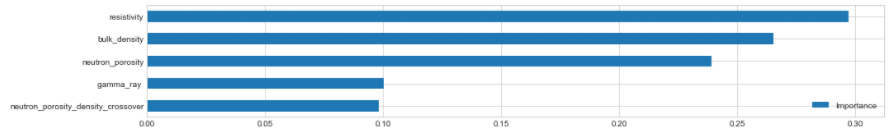 resistivity
bulk_density
neutron_porosity
gamma_ray
neutron_porosity_density_crossover
Importance
0.00 0.05 0.10 0.15 0.20 0.25 0.30